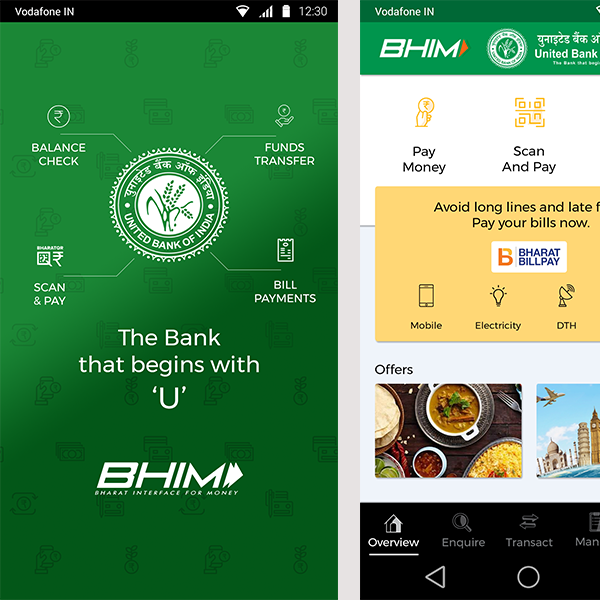 Vodafone IN
12:30
BALANCE
CHECK
FUNDS
TRANSFER
युनाइटेड बैंक ऑफ़ इंडिया
UNITED BANK OF INDIA
BHARATQR
SCAN
& PAY
BILL
PAYMENTS
The Bank
that begins with
‘U’
BHIM
BHARAT INTERFACE FOR MONEY
Vodafone IN
BHIM
युनाइटेड बैंक
United Bank
The Bank that
Pay
Money
Scan
And Pay
Avoid long lines and late
Pay your bills now.
B
BHARAT
BILLPAY
Mobile
Electricity
DTH
Offers
Overview
Enquire
Transact
Man